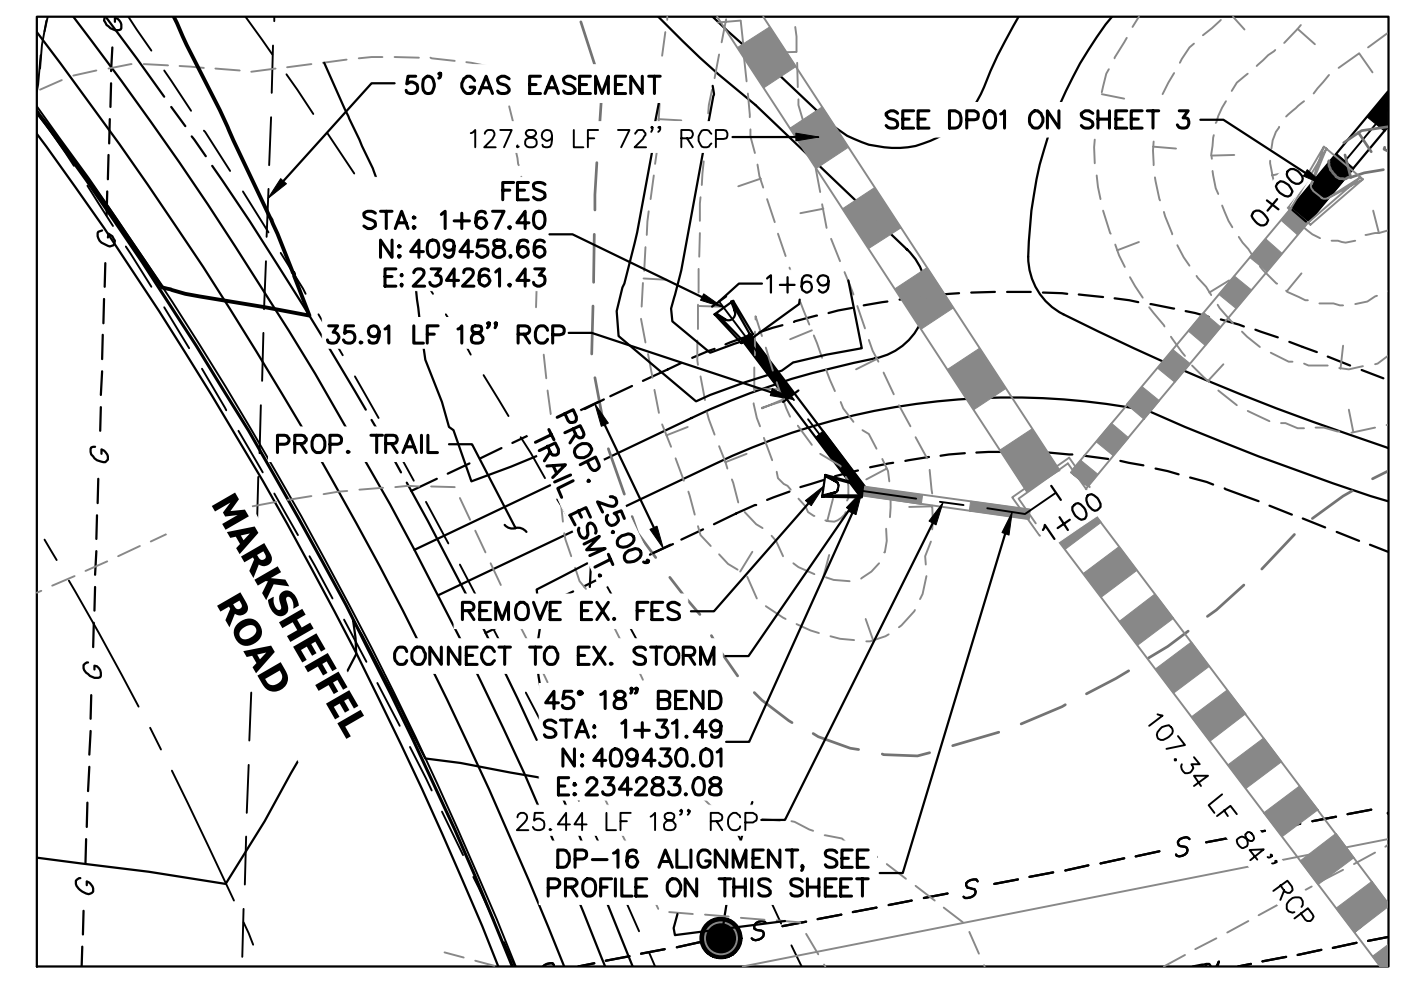 50' GAS EASEMENT
127.89 LF 72" RCP
SEE DP01 ON SHEET 3
FES
STA: 1+67.40
N: 409458.66
E: 234261.43
0+00
1+69
35.91 LF 18" RCP
PROP. TRAIL
PROP. 25.00'
TRAIL ESMT.
MARKSHEFFEL
ROAD
1+00
REMOVE EX. FES
CONNECT TO EX. STORM
45° 18" BEND
STA: 1+31.49
N: 409430.01
E: 234283.08
25.44 LF 18" RCP
DP-16 ALIGNMENT, SEE
PROFILE ON THIS SHEET
107.34 LF 84" RCP
G
G
G
G
G
S
S
S